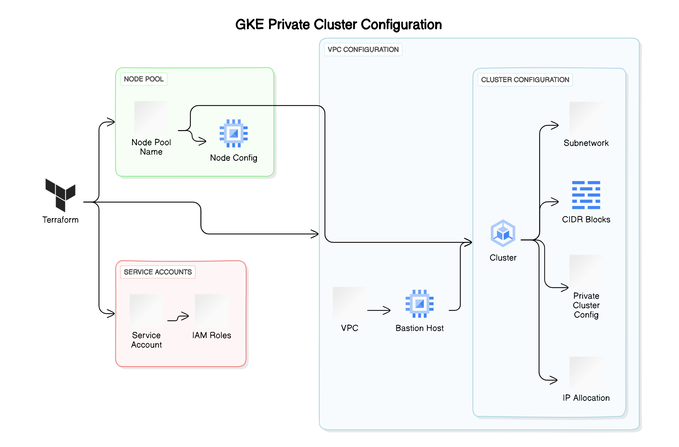 GKE Private Cluster Configuration
VPC CONFIGURATION
NODE POOL
CLUSTER CONFIGURATION
Node Pool
Name
Node Config
Subnetwork
Terraform
CIDR Blocks
Cluster
SERVICE ACCOUNTS
Service
Account
IAM Roles
VPC
Bastion Host
Private
Cluster
Config
IP Allocation